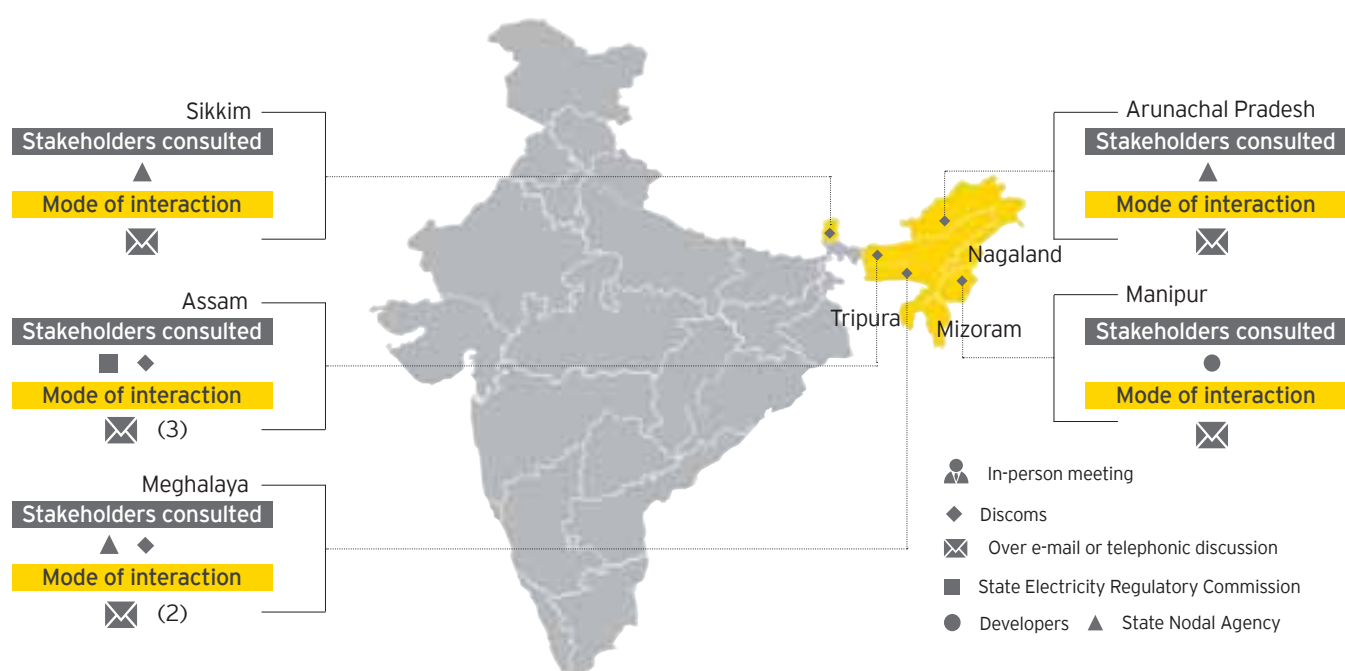 Sikkim
Stakeholders consulted
Mode of interaction
Assam
Stakeholders consulted
Mode of interaction
(3)
Meghalaya
Stakeholders consulted
Mode of interaction
(2)
Nagaland
Tripura
Mizoram
Arunachal Pradesh
Stakeholders consulted
Mode of interaction
Manipur
Stakeholders consulted
Mode of interaction
In-person meeting
Discoms
Over e-mail or telephonic discussion
State Electricity Regulatory Commission
Developers State Nodal Agency